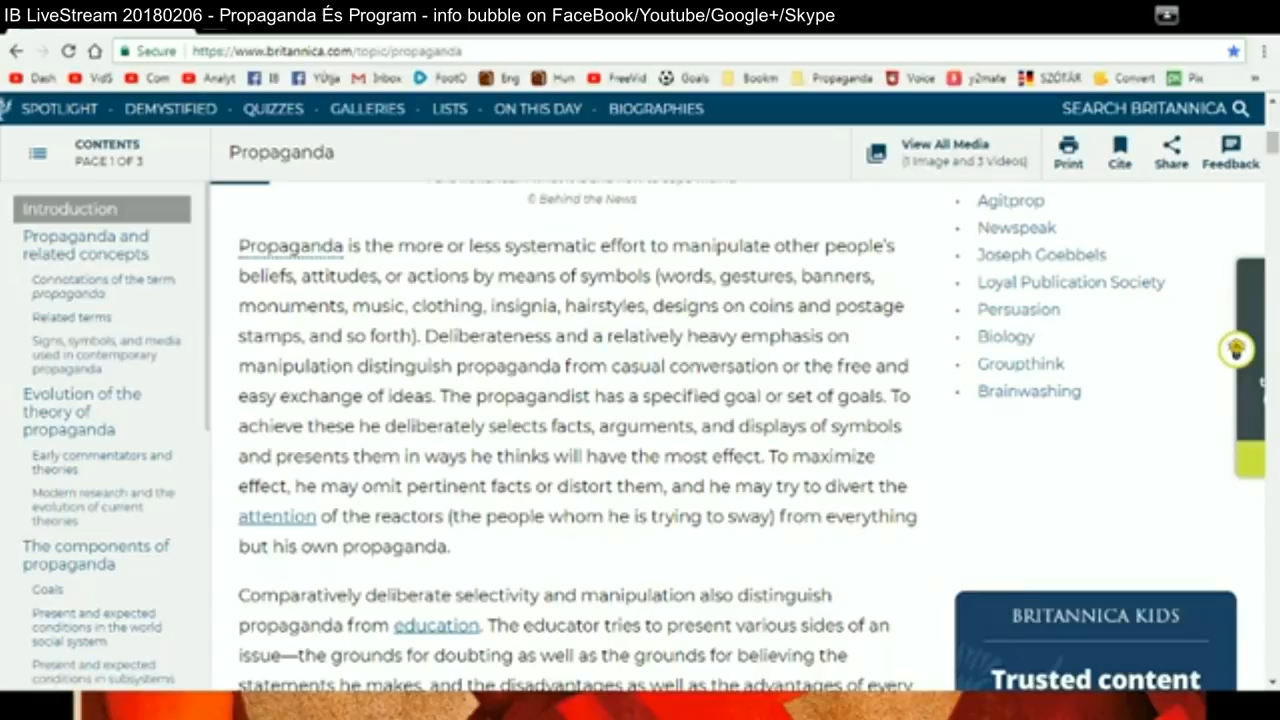 IB LiveStream 20180206 - Propaganda És Program - info bubble on FaceBook/Youtube/Google+/Skype
Secure https://www.britannica.com/topic/propaganda
Dash VidS Com Analyt IB YÚtja Inbox FootO Eng Hun FreeVid Goals Bookm Propaganda Voice y2mate SZÓTÁR Convert Pix »
SPOTLIGHT · DEMYSTIFIED · QUIZZES · GALLERIES · LISTS · ON THIS DAY · BIOGRAPHIES SEARCH BRITANNICA
CONTENTS
PAGE 1 OF 3
Propaganda
View All Media
(1 Image and 3 Videos)
Print Cite Share Feedback
Introduction
Propaganda and
related concepts
Connotations of the term
propaganda
Related terms
Signs, symbols, and media
used in contemporary
propaganda
Evolution of the
theory of
propaganda
Early commentators and
theories
Modern research and the
evolution of current
theories
The components of
propaganda
Goals
Present and expected
conditions in the world
social system
Present and expected
conditions in subsystems
© Behind the News
Propaganda is the more or less systematic effort to manipulate other people's
beliefs, attitudes, or actions by means of symbols (words, gestures, banners,
monuments, music, clothing, insignia, hairstyles, designs on coins and postage
stamps, and so forth). Deliberateness and a relatively heavy emphasis on
manipulation distinguish propaganda from casual conversation or the free and
easy exchange of ideas. The propagandist has a specified goal or set of goals. To
achieve these he deliberately selects facts, arguments, and displays of symbols
and presents them in ways he thinks will have the most effect. To maximize
effect, he may omit pertinent facts or distort them, and he may try to divert the
attention of the reactors (the people whom he is trying to sway) from everything
but his own propaganda.
Comparatively deliberate selectivity and manipulation also distinguish
propaganda from education. The educator tries to present various sides of an
issue—the grounds for doubting as well as the grounds for believing the
statements he makes, and the disadvantages as well as the advantages of every
• Agitprop
• Newspeak
• Joseph Goebbels
• Loyal Publication Society
• Persuasion
• Biology
• Groupthink
• Brainwashing
BRITANNICA KIDS
Trusted content